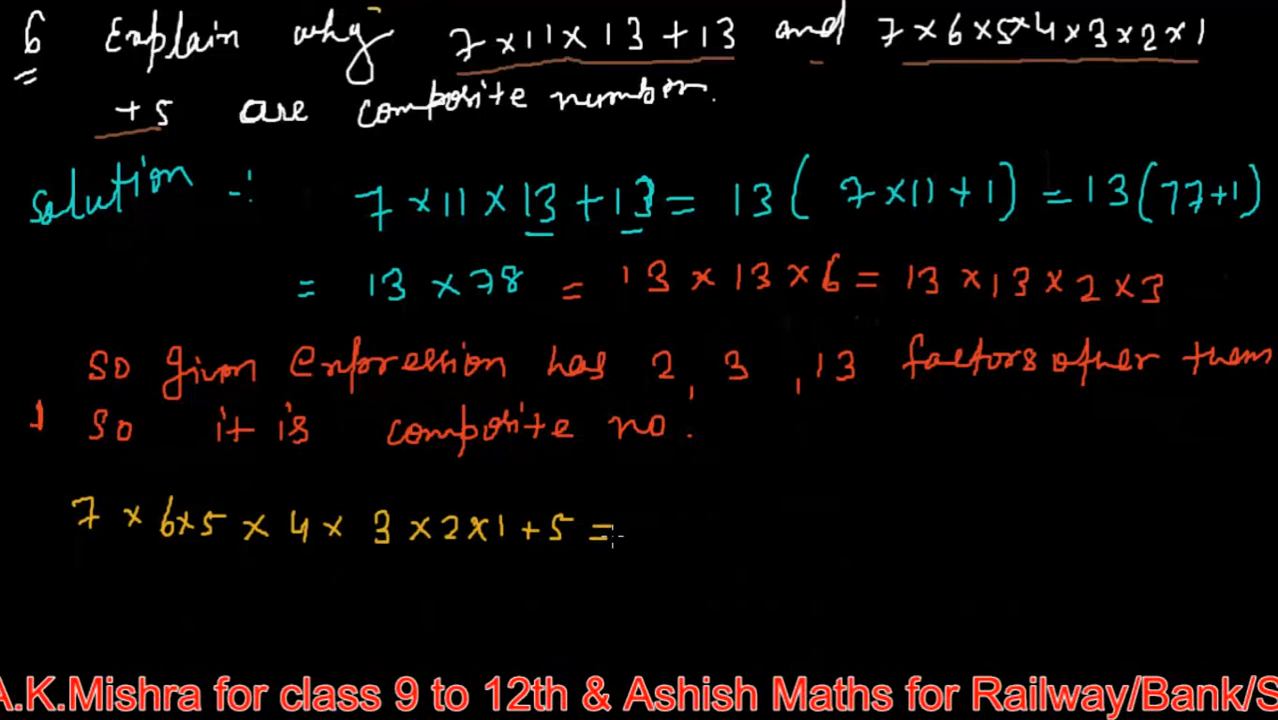 6 Explain why 7×11×13+13 and 7×6×5×4×3×2×1
+5 are composite number.
Solution -: 7×11×13+13= 13(7×11+1) =13(77+1)
= 13×78 = 13×13×6= 13×13×2×3
So given expression has 2, 3, 13 factors other them
1 So it is composite no.
7×6×5×4×3×2×1+5=
A.K.Mishra for class 9 to 12th & Ashish Maths for Railway/Bank/S